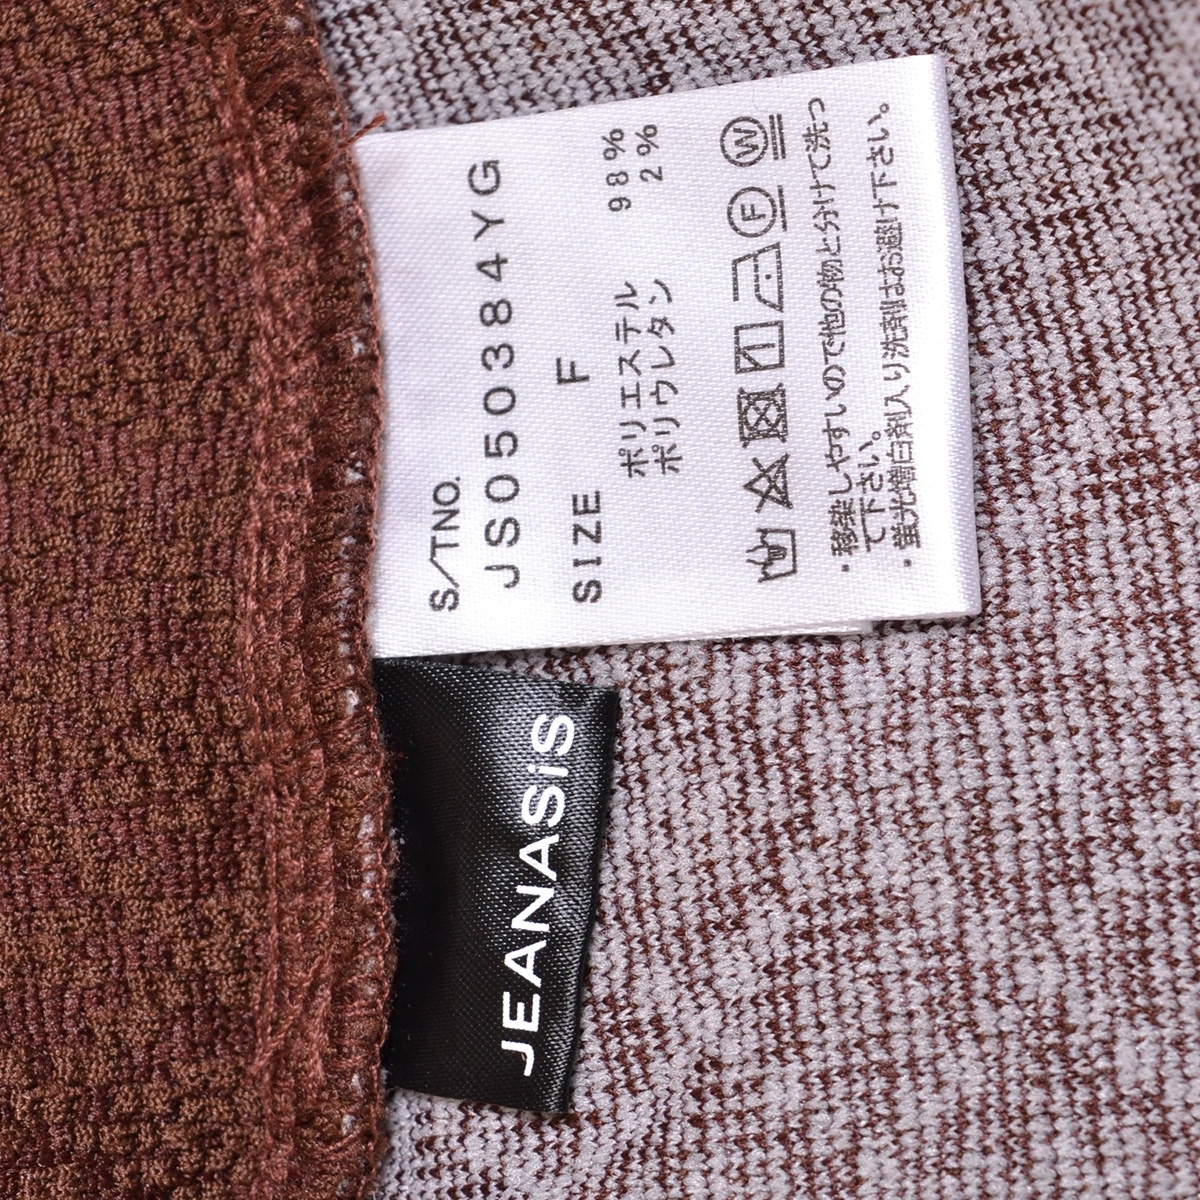 S/TNO.
JS050384YG
SIZE F
ポリエステル 98%
ポリウレタン 2%
F W
・移染しやすいので他の物と分けて洗っ
て下さい。
・蛍光増白剤入り洗剤はお避け下さい。
JEANASiS